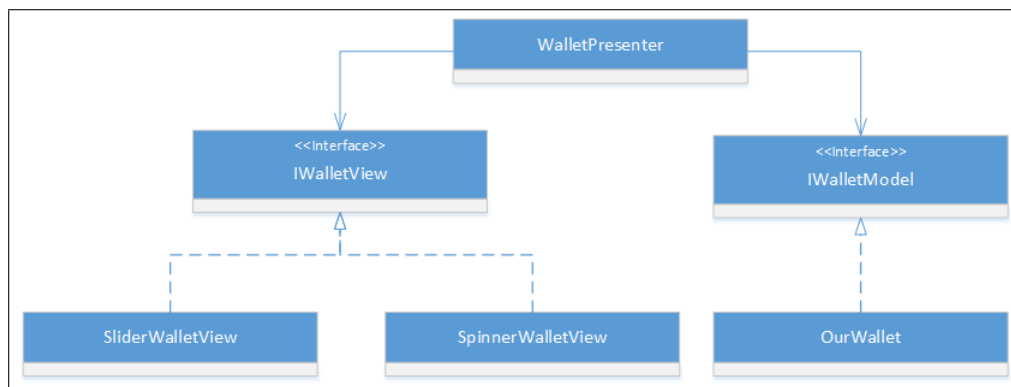 WalletPresenter
<<Interface>>
IWalletView
<<Interface>>
IWalletModel
SliderWalletView
SpinnerWalletView
OurWallet